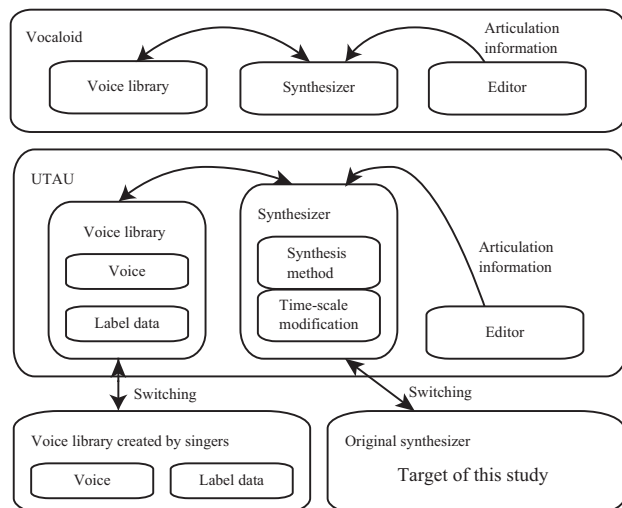 Vocaloid
Articulation
information
Voice library
Synthesizer
Editor
UTAU
Voice library
Voice
Label data
Synthesizer
Synthesis
method
Time-scale
modification
Articulation
information
Editor
Switching
Switching
Voice library created by singers
Voice
Label data
Original synthesizer
Target of this study